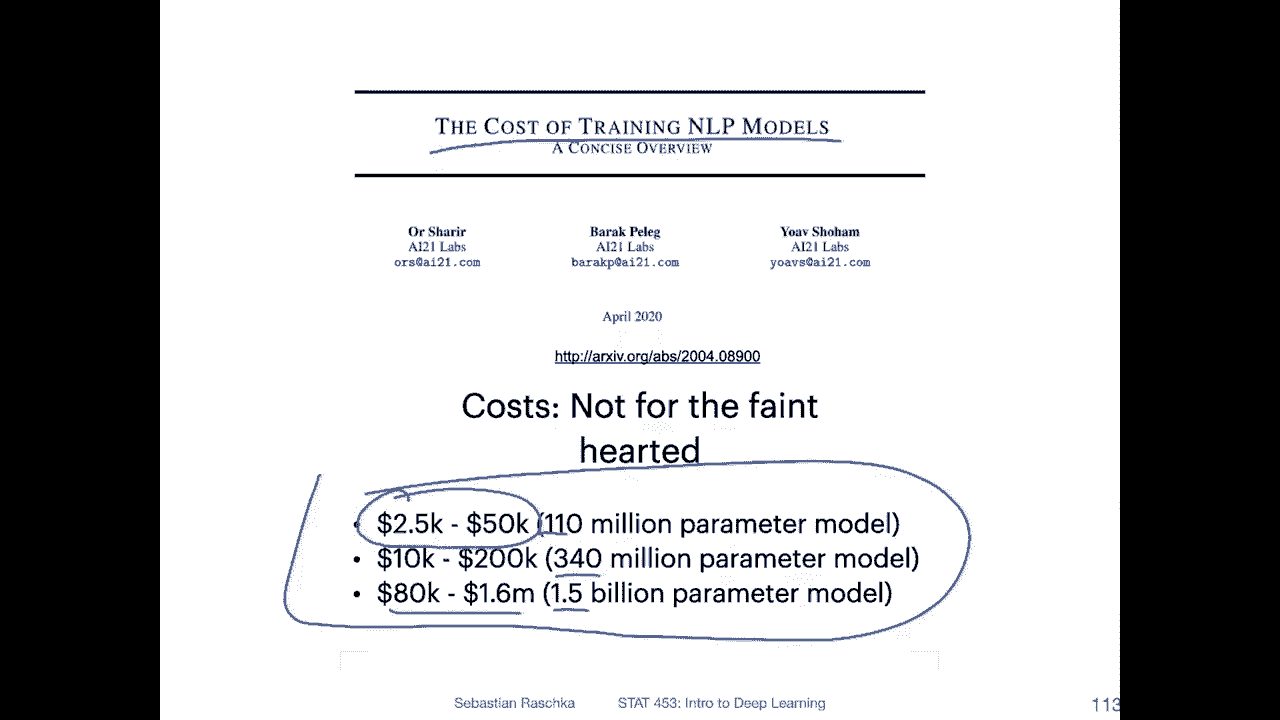 THE COST OF TRAINING NLP MODELS
A CONCISE OVERVIEW
Or Sharir Barak Peleg Yoav Shoham
AI21 Labs AI21 Labs AI21 Labs
ors@ai21.com barakp@ai21.com yoavs@ai21.com
April 2020
http://arxiv.org/abs/2004.08900
Costs: Not for the faint
hearted
• $2.5k - $50k (110 million parameter model)
• $10k - $200k (340 million parameter model)
• $80k - $1.6m (1.5 billion parameter model)
Sebastian Raschka STAT 453: Intro to Deep Learning 113